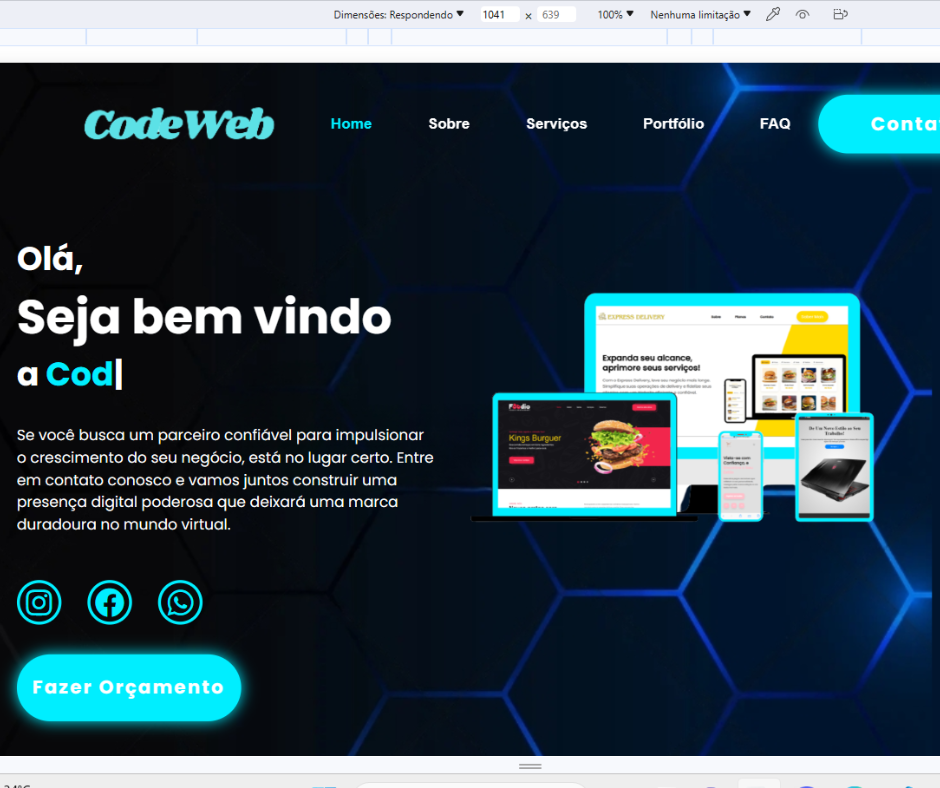 Dimensões: Respondendo 1041 x 639 100% Nenhuma limitação
CodeWeb Home Sobre Serviços Portfólio FAQ Conta
Olá,
Seja bem vindo
a Cod|
EXPRESS DELIVERY
Expanda seu alcance,
aprimore seus serviços!
Kings Burguer
Se você busca um parceiro confiável para impulsionar
o crescimento do seu negócio, está no lugar certo. Entre
em contato conosco e vamos juntos construir uma
presença digital poderosa que deixará uma marca
duradoura no mundo virtual.
Fazer Orçamento